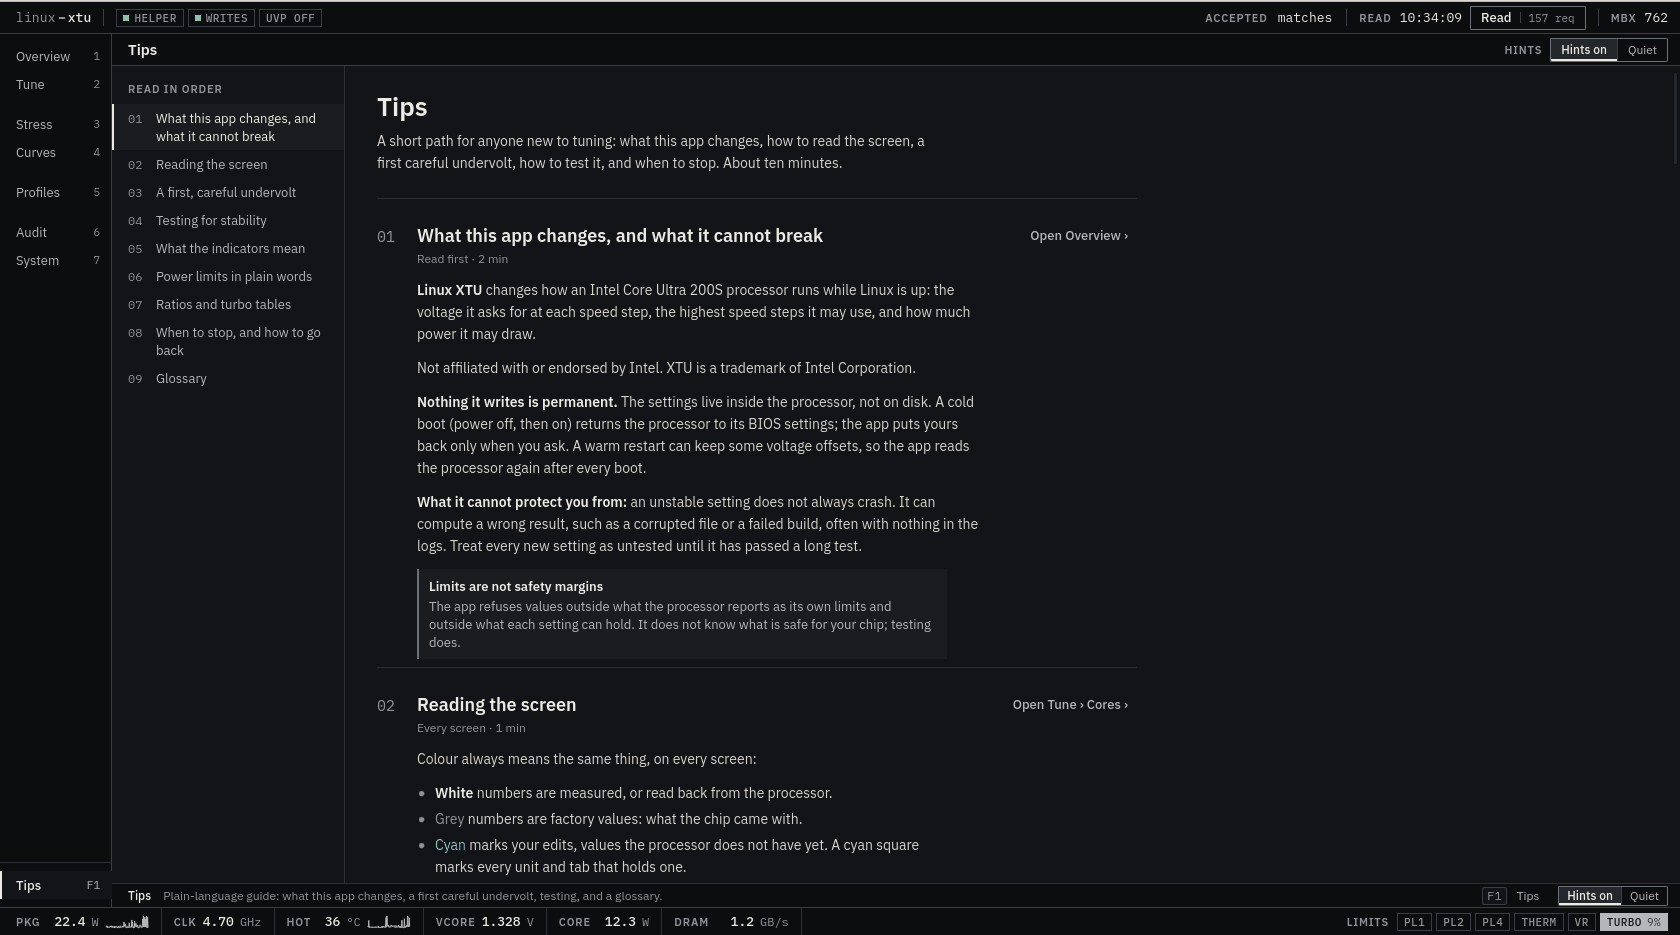 linux-xtu HELPER WRITES UVP OFF ACCEPTED matches READ 10:34:09 Read 157 req MBX 762
Overview 1
Tune 2
Stress 3
Curves 4
Profiles 5
Audit 6
System 7
Tips F1
Tips HINTS Hints on Quiet
READ IN ORDER
01 What this app changes, and
what it cannot break
02 Reading the screen
03 A first, careful undervolt
04 Testing for stability
05 What the indicators mean
06 Power limits in plain words
07 Ratios and turbo tables
08 When to stop, and how to go
back
09 Glossary
Tips
A short path for anyone new to tuning: what this app changes, how to read the screen, a
first careful undervolt, how to test it, and when to stop. About ten minutes.
01 What this app changes, and what it cannot break Open Overview ›
Read first · 2 min
Linux XTU changes how an Intel Core Ultra 200S processor runs while Linux is up: the
voltage it asks for at each speed step, the highest speed steps it may use, and how much
power it may draw.
Not affiliated with or endorsed by Intel. XTU is a trademark of Intel Corporation.
Nothing it writes is permanent. The settings live inside the processor, not on disk. A cold
boot (power off, then on) returns the processor to its BIOS settings; the app puts yours
back only when you ask. A warm restart can keep some voltage offsets, so the app reads
the processor again after every boot.
What it cannot protect you from: an unstable setting does not always crash. It can
compute a wrong result, such as a corrupted file or a failed build, often with nothing in the
logs. Treat every new setting as untested until it has passed a long test.
Limits are not safety margins
The app refuses values outside what the processor reports as its own limits and
outside what each setting can hold. It does not know what is safe for your chip; testing
does.
02 Reading the screen Open Tune › Cores ›
Every screen · 1 min
Colour always means the same thing, on every screen:
• White numbers are measured, or read back from the processor.
• Grey numbers are factory values: what the chip came with.
• Cyan marks your edits, values the processor does not have yet. A cyan square
marks every unit and tab that holds one.
Tips Plain-language guide: what this app changes, a first careful undervolt, testing, and a glossary. F1 Tips Hints on Quiet
PKG 22.4 W CLK 4.70 GHz HOT 36 °C VCORE 1.328 V CORE 12.3 W DRAM 1.2 GB/s LIMITS PL1 PL2 PL4 THERM VR TURBO 9%